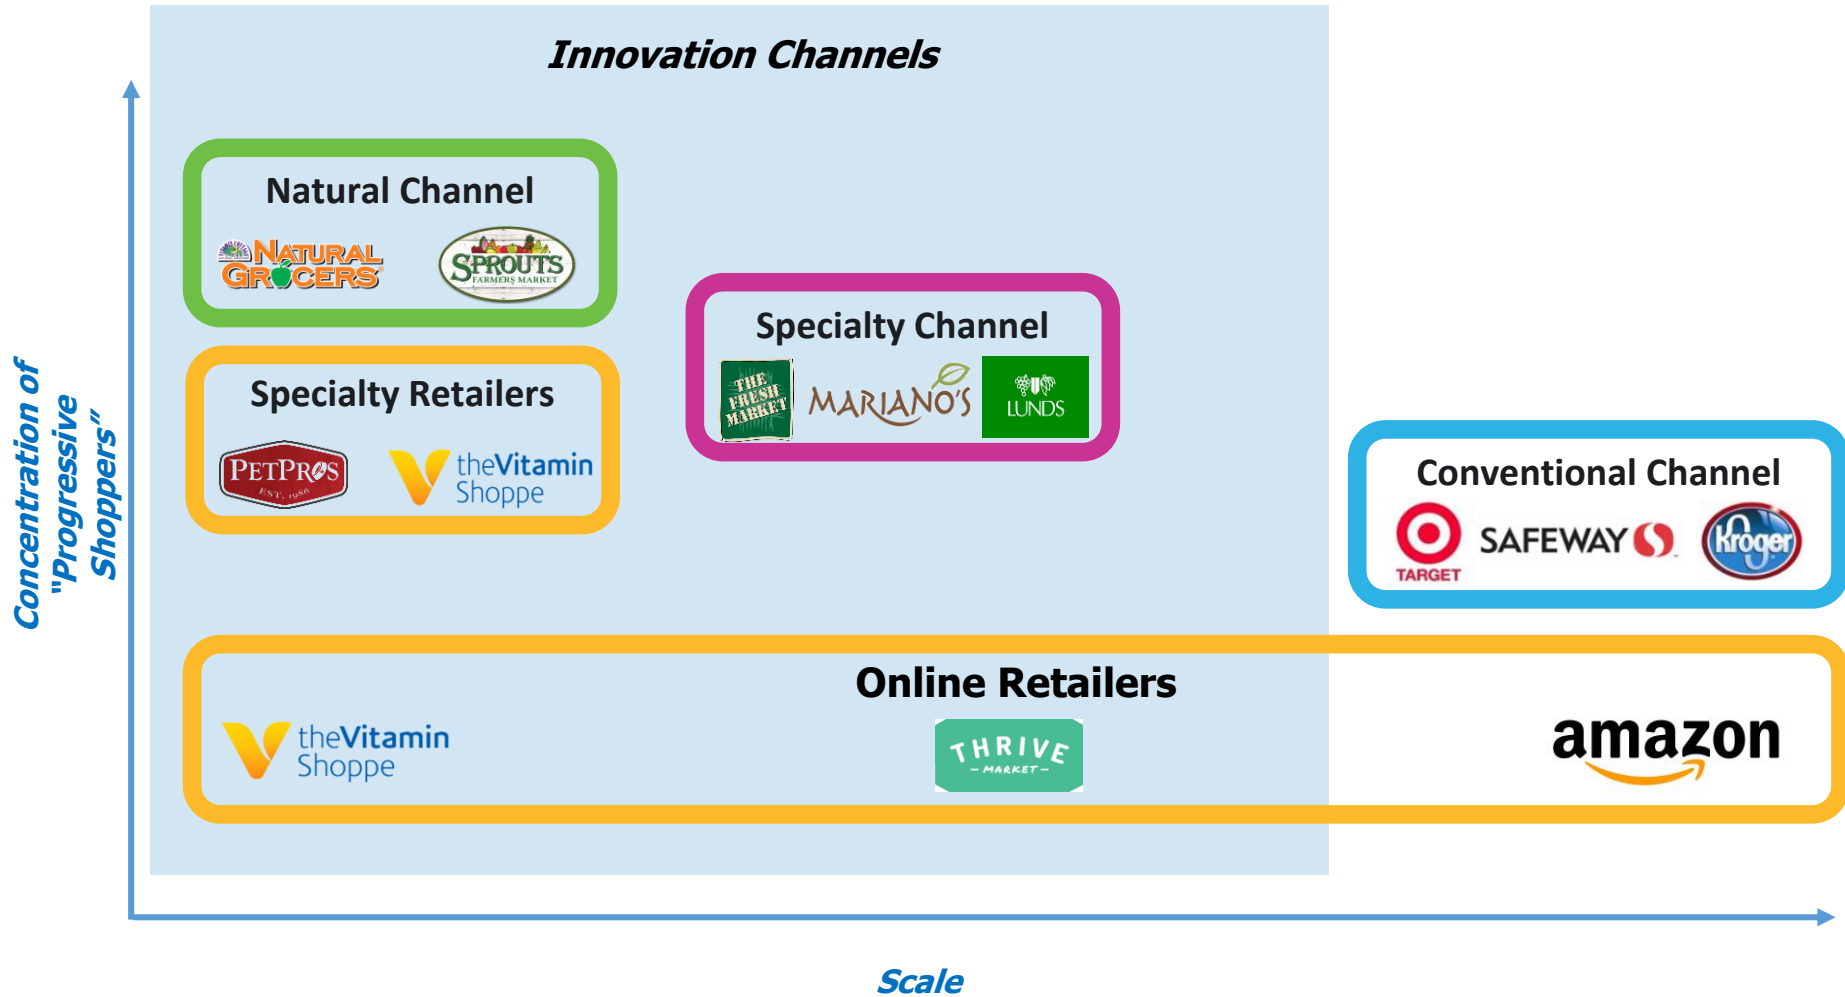 Innovation Channels
Concentration of
“Progressive
Shoppers”
Natural Channel
NATURAL
GROCERS
SPROUTS
FARMERS MARKET
Specialty Retailers
PETPROS
EST. 1986
theVitamin
Shoppe
Specialty Channel
THE
FRESH
MARKET
MARIANO'S
LUNDS
Conventional Channel
TARGET
SAFEWAY
Kroger
Online Retailers
theVitamin
Shoppe
THRIVE
– MARKET –
amazon
Scale